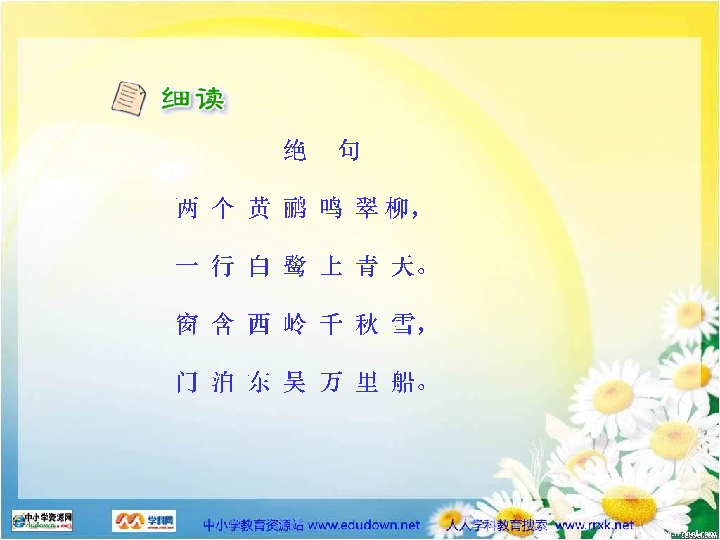 细读
绝 句
两个黄鹂鸣翠柳，
一行白鹭上青天。
窗含西岭千秋雪，
门泊东吴万里船。
中小学资源网 学科网 中小学教育资源站 www.edudown.net 人人学科教育搜索 www.rrxk.net